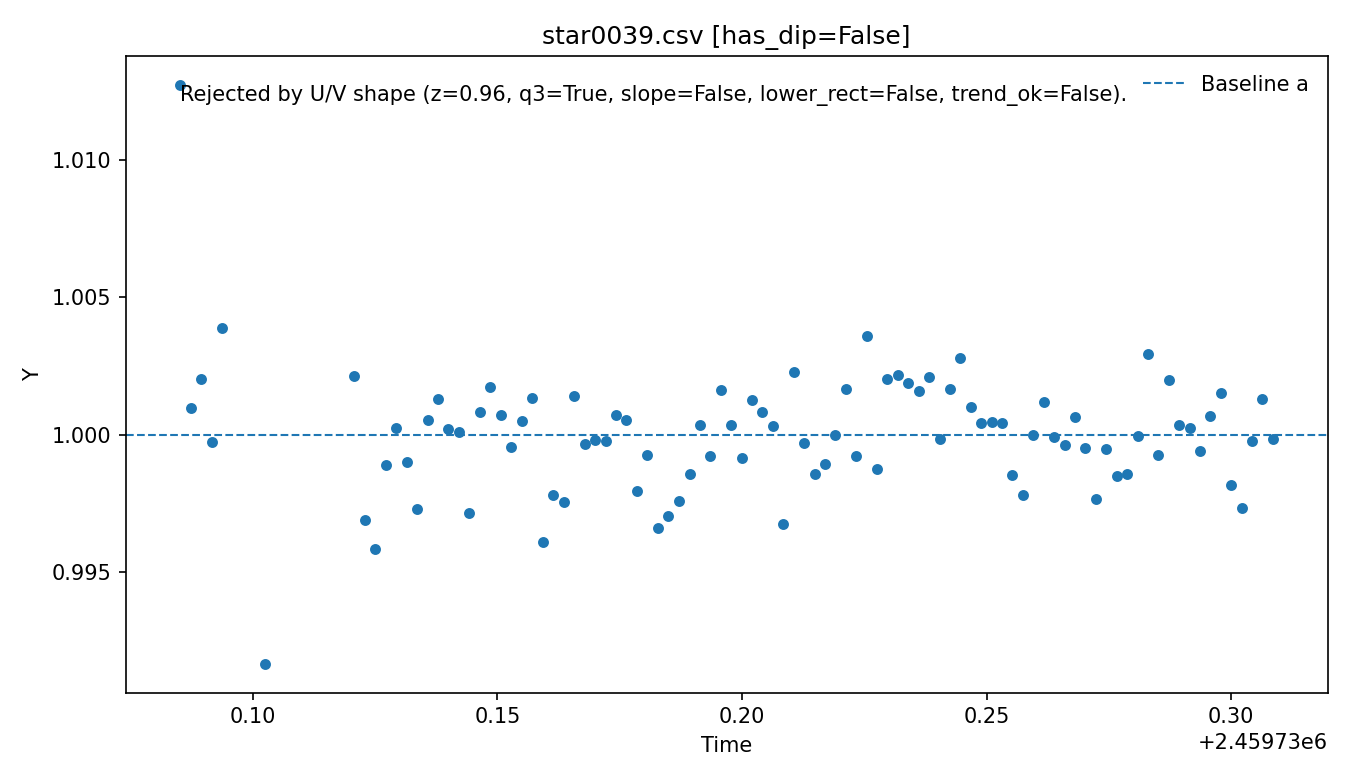 star0039.csv [has_dip=False]
Rejected by U/V shape (z=0.96, q3=True, slope=False, lower_rect=False, trend_ok=False).
Baseline a
1.010
1.005
1.000
0.995
Y
0.10 0.15 0.20 0.25 0.30
Time
+2.45973e6